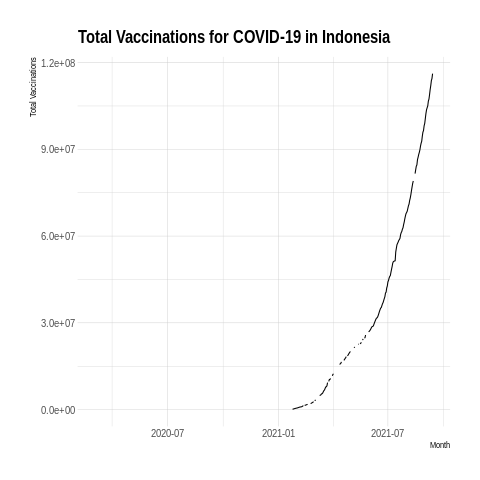 Total Vaccinations for COVID-19 in Indonesia
Total Vaccinations
1.2e+08
9.0e+07
6.0e+07
3.0e+07
0.0e+00
2020-07 2021-01 2021-07
Month